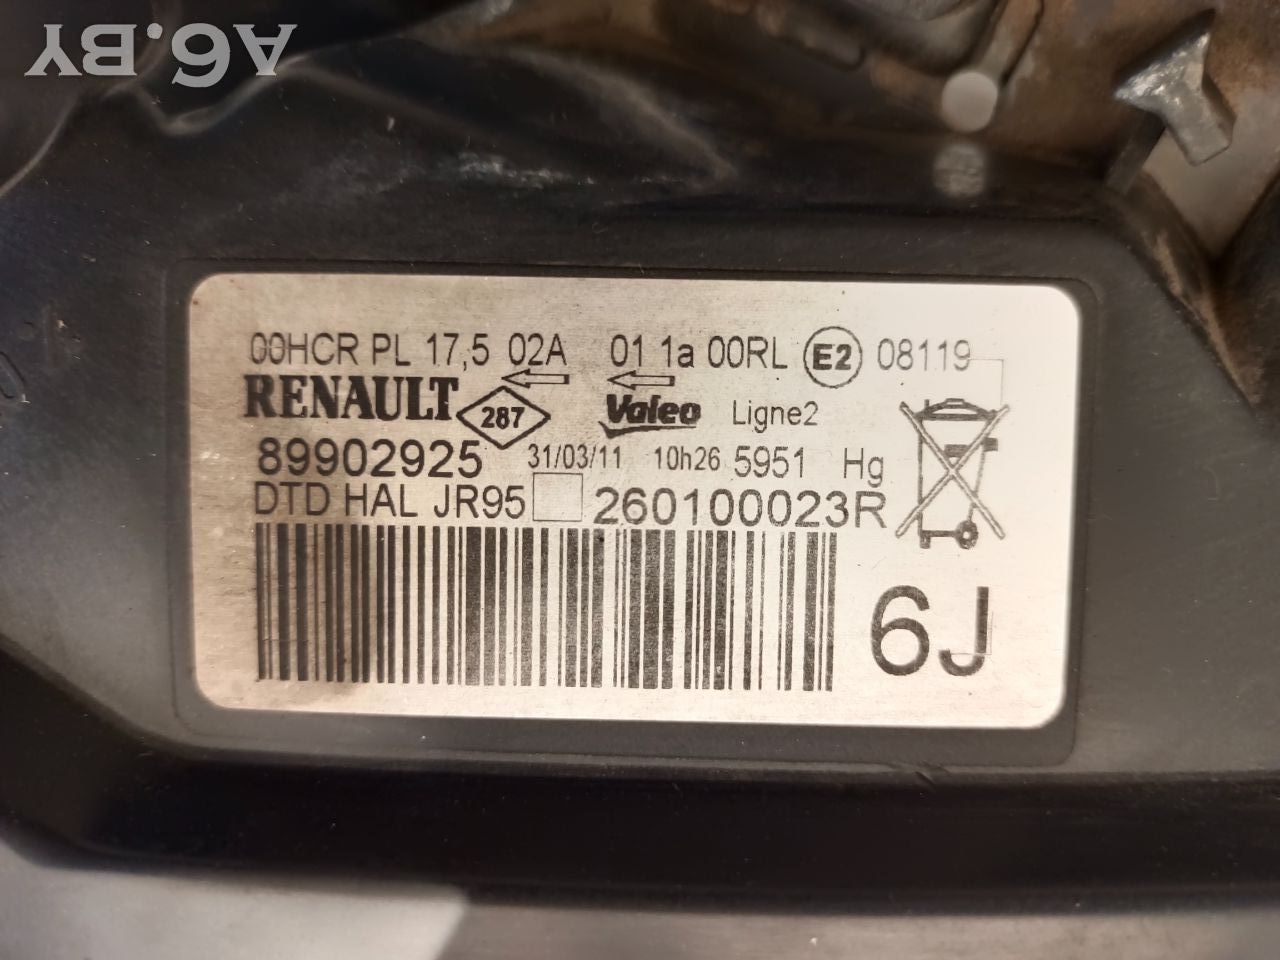 A6.BY
00HCR PL 17,5 02A 01 1a 00RL E2 08119
RENAULT 287 Valeo Ligne2
89902925 31/03/11 10h26 5951 Hg
DTD HAL JR95 260100023R
6J